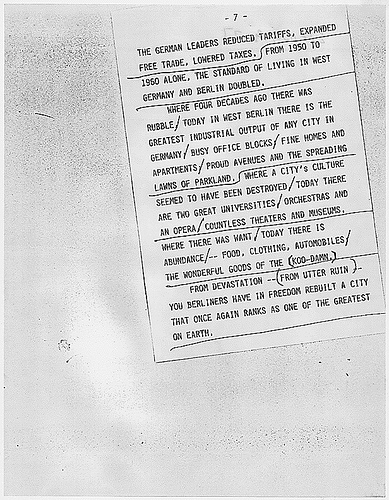 - 7 -
THE GERMAN LEADERS REDUCED TARIFFS, EXPANDED
FREE TRADE, LOWERED TAXES. FROM 1950 TO
1960 ALONE, THE STANDARD OF LIVING IN WEST
GERMANY AND BERLIN DOUBLED.
WHERE FOUR DECADES AGO THERE WAS
RUBBLE/ TODAY IN WEST BERLIN THERE IS THE
GREATEST INDUSTRIAL OUTPUT OF ANY CITY IN
GERMANY/ BUSY OFFICE BLOCKS/ FINE HOMES AND
APARTMENTS/ PROUD AVENUES AND THE SPREADING
LAWNS OF PARKLAND. WHERE A CITY'S CULTURE
SEEMED TO HAVE BEEN DESTROYED/ TODAY THERE
ARE TWO GREAT UNIVERSITIES/ ORCHESTRAS AND
AN OPERA/ COUNTLESS THEATERS AND MUSEUMS.
WHERE THERE WAS WANT/ TODAY THERE IS
ABUNDANCE/-- FOOD, CLOTHING, AUTOMOBILES/
THE WONDERFUL GOODS OF THE (KOO-DAMN.)
FROM DEVASTATION --(FROM UTTER RUIN)--
YOU BERLINERS HAVE IN FREEDOM REBUILT A CITY
THAT ONCE AGAIN RANKS AS ONE OF THE GREATEST
ON EARTH.